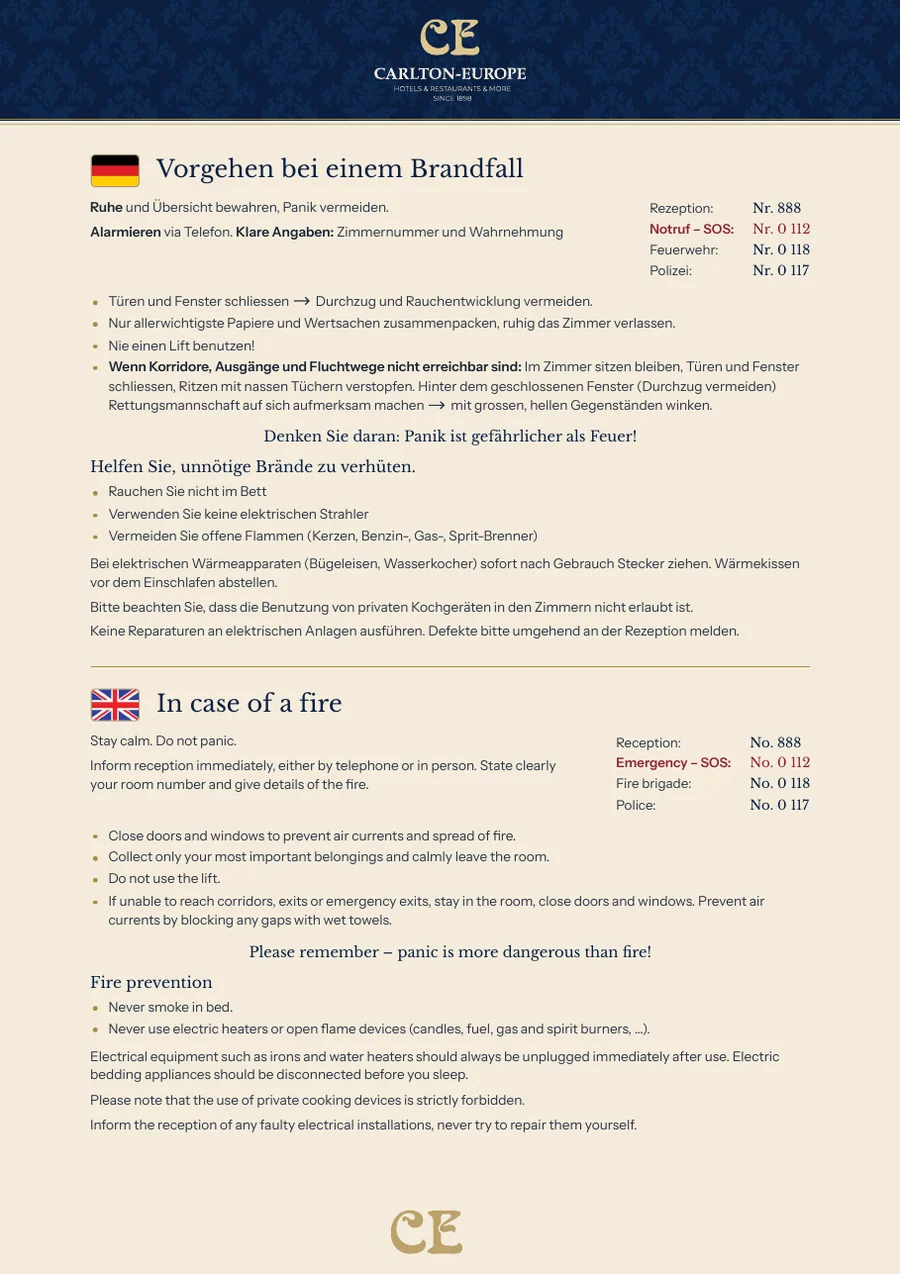 CE
CARLTON-EUROPE
HOTELS & RESTAURANTS & MORE
SINCE 1898
Vorgehen bei einem Brandfall
Ruhe und Übersicht bewahren, Panik vermeiden.
Alarmieren via Telefon. Klare Angaben: Zimmernummer und Wahrnehmung
Rezeption: Nr. 888
Notruf – SOS: Nr. 0 112
Feuerwehr: Nr. 0 118
Polizei: Nr. 0 117
• Türen und Fenster schliessen → Durchzug und Rauchentwicklung vermeiden.
• Nur allerwichtigste Papiere und Wertsachen zusammenpacken, ruhig das Zimmer verlassen.
• Nie einen Lift benutzen!
• Wenn Korridore, Ausgänge und Fluchtwege nicht erreichbar sind: Im Zimmer sitzen bleiben, Türen und Fenster
schliessen, Ritzen mit nassen Tüchern verstopfen. Hinter dem geschlossenen Fenster (Durchzug vermeiden)
Rettungsmannschaft auf sich aufmerksam machen → mit grossen, hellen Gegenständen winken.
Denken Sie daran: Panik ist gefährlicher als Feuer!
Helfen Sie, unnötige Brände zu verhüten.
• Rauchen Sie nicht im Bett
• Verwenden Sie keine elektrischen Strahler
• Vermeiden Sie offene Flammen (Kerzen, Benzin-, Gas-, Sprit-Brenner)
Bei elektrischen Wärmeapparaten (Bügeleisen, Wasserkocher) sofort nach Gebrauch Stecker ziehen. Wärmekissen
vor dem Einschlafen abstellen.
Bitte beachten Sie, dass die Benutzung von privaten Kochgeräten in den Zimmern nicht erlaubt ist.
Keine Reparaturen an elektrischen Anlagen ausführen. Defekte bitte umgehend an der Rezeption melden.
In case of a fire
Stay calm. Do not panic.
Inform reception immediately, either by telephone or in person. State clearly
your room number and give details of the fire.
Reception: No. 888
Emergency – SOS: No. 0 112
Fire brigade: No. 0 118
Police: No. 0 117
• Close doors and windows to prevent air currents and spread of fire.
• Collect only your most important belongings and calmly leave the room.
• Do not use the lift.
• If unable to reach corridors, exits or emergency exits, stay in the room, close doors and windows. Prevent air
currents by blocking any gaps with wet towels.
Please remember – panic is more dangerous than fire!
Fire prevention
• Never smoke in bed.
• Never use electric heaters or open flame devices (candles, fuel, gas and spirit burners, ...).
Electrical equipment such as irons and water heaters should always be unplugged immediately after use. Electric
bedding appliances should be disconnected before you sleep.
Please note that the use of private cooking devices is strictly forbidden.
Inform the reception of any faulty electrical installations, never try to repair them yourself.
CE